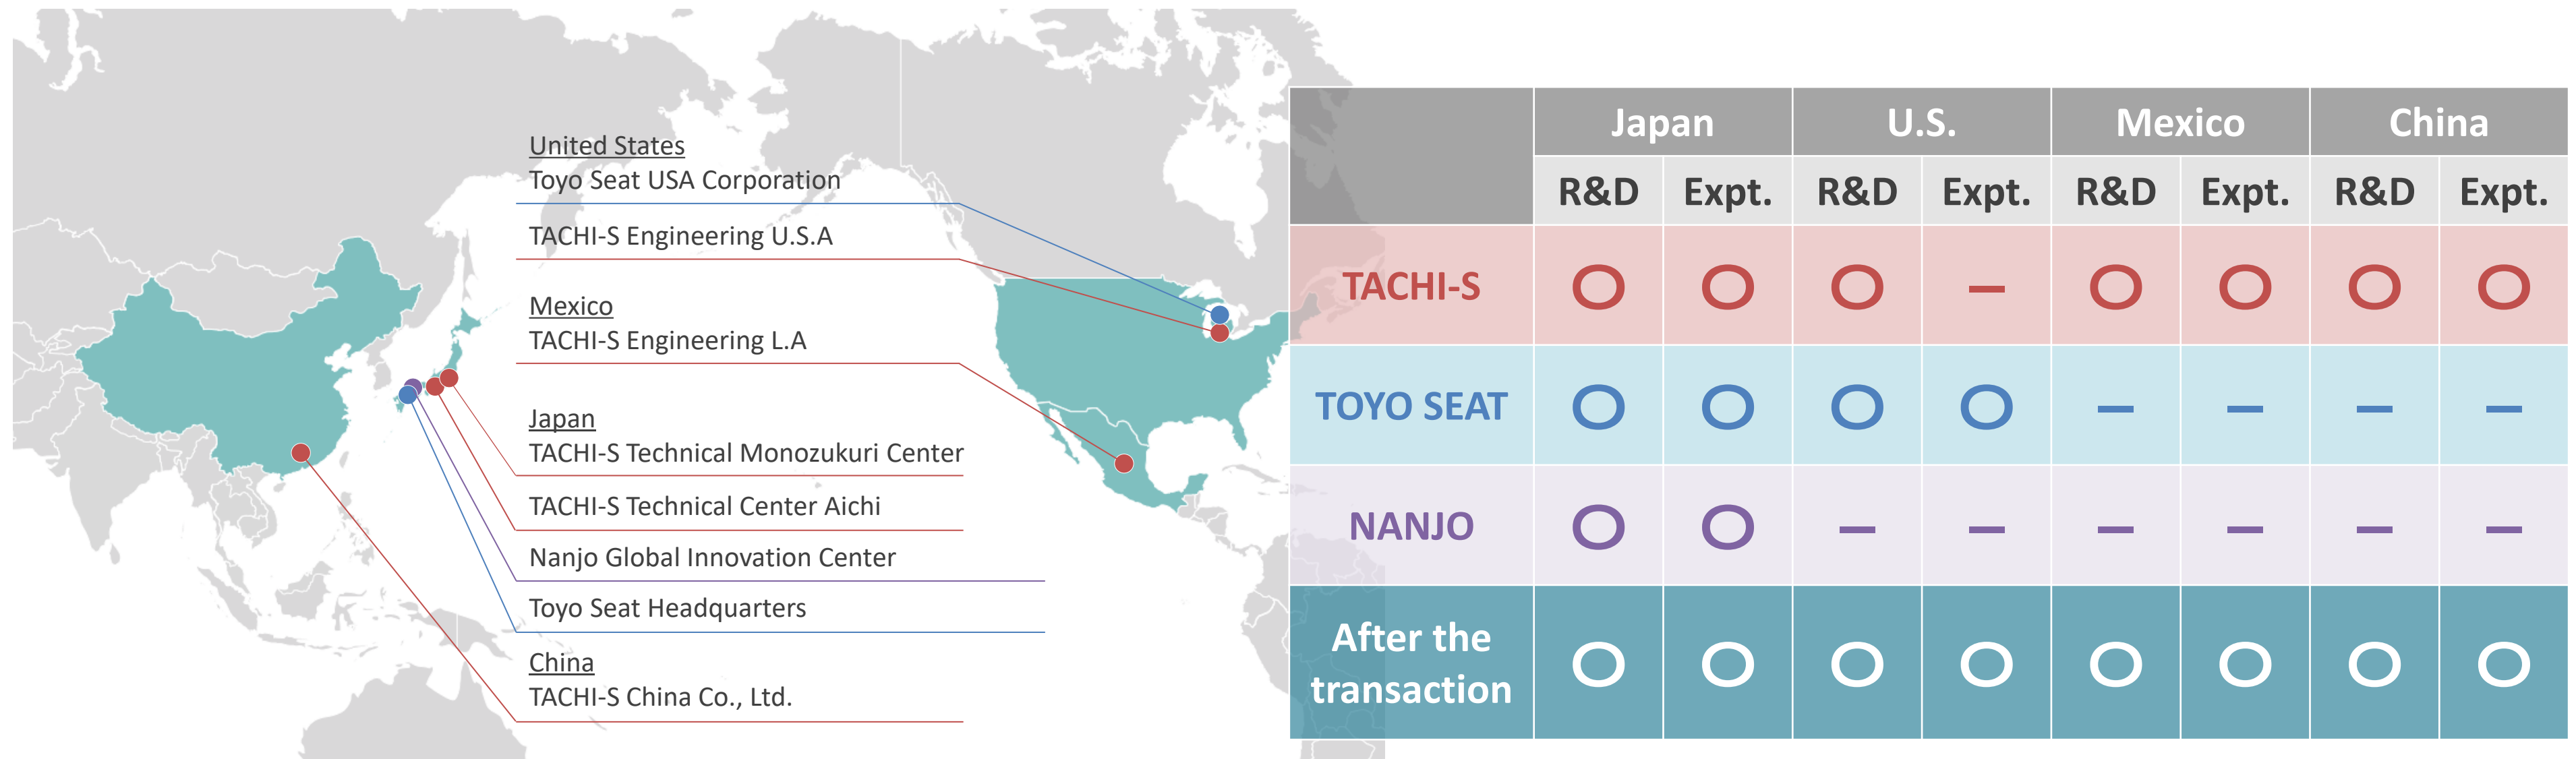 United States
Toyo Seat USA Corporation
TACHI-S Engineering U.S.A
Mexico
TACHI-S Engineering L.A
Japan
TACHI-S Technical Monozukuri Center
TACHI-S Technical Center Aichi
Nanjo Global Innovation Center
Toyo Seat Headquarters
China
TACHI-S China Co., Ltd.
Japan U.S. Mexico China
R&D Expt. R&D Expt. R&D Expt. R&D Expt.
TACHI-S O O O – O O O O
TOYO SEAT O O O O – – – –
NANJO O O – – – – – –
After the
transaction O O O O O O O O